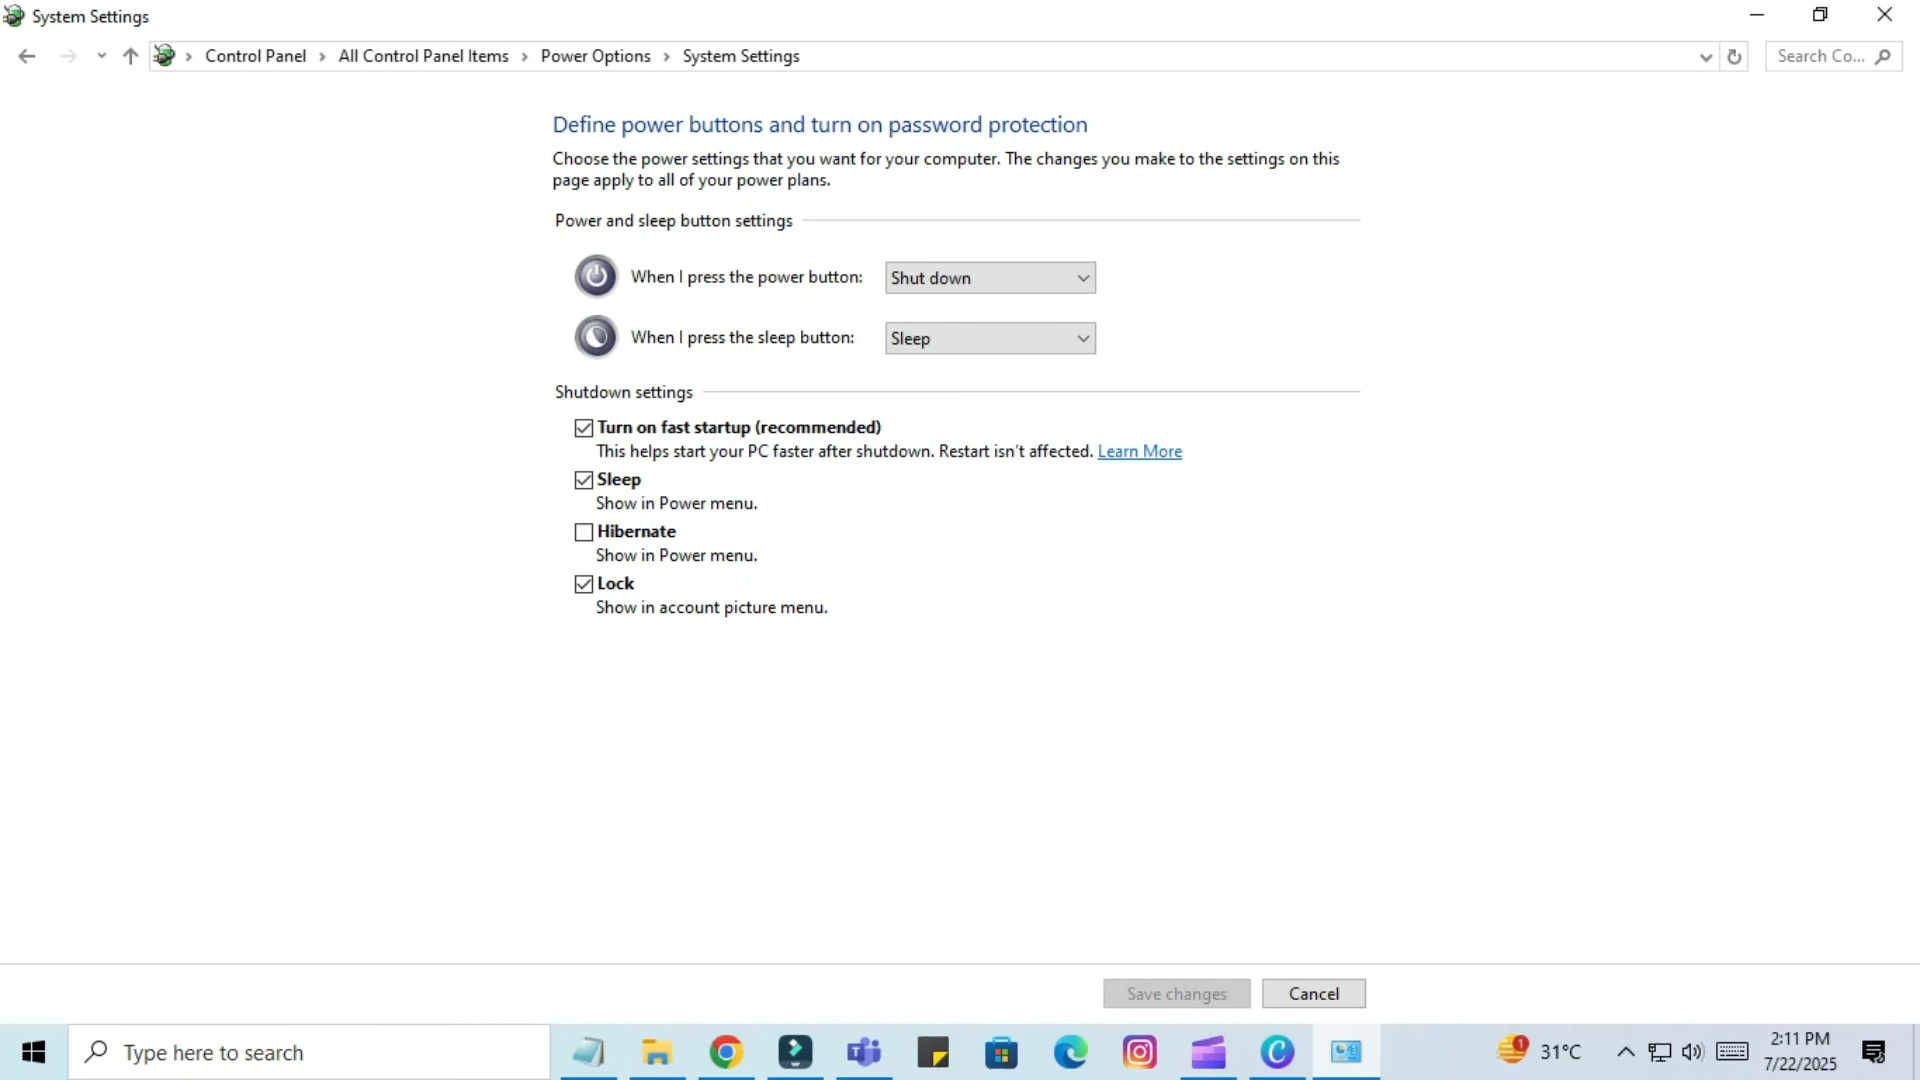 System Settings
Control Panel > All Control Panel Items > Power Options > System Settings
Search Co...
Define power buttons and turn on password protection
Choose the power settings that you want for your computer. The changes you make to the settings on this
page apply to all of your power plans.
Power and sleep button settings
When I press the power button: Shut down
When I press the sleep button: Sleep
Shutdown settings
Turn on fast startup (recommended)
This helps start your PC faster after shutdown. Restart isn't affected. Learn More
Sleep
Show in Power menu.
Hibernate
Show in Power menu.
Lock
Show in account picture menu.
Save changes
Cancel
Type here to search
1
31°C
2:11 PM
7/22/2025